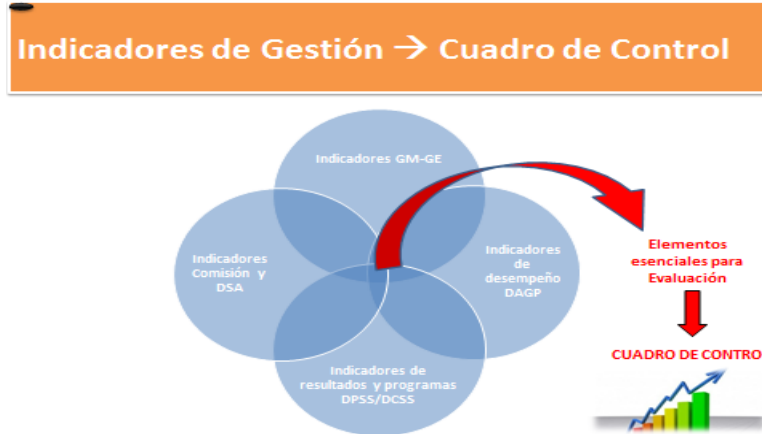 Indicadores de Gestión → Cuadro de Control
Indicadores GM-GE
Indicadores
Comisión y
DSA
Indicadores
de
desempeño
DAGP
Indicadores de
resultados y programas
DPSS/DCSS
Elementos
esenciales para
Evaluación
CUADRO DE CONTRO